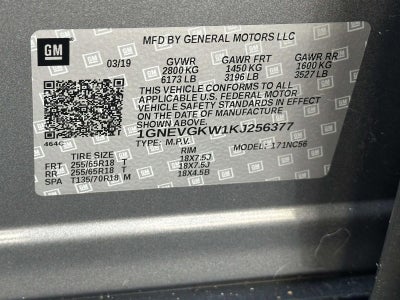 GM
MFD BY GENERAL MOTORS LLC
03/19 GVWR GAWR FRT GAWR RR
2800 KG 1450 KG 1600 KG
6173 LB 3196 LB 3527 LB
THIS VEHICLE CONFORMS TO ALL APPLICABLE
U.S. FEDERAL MOTOR
VEHICLE SAFETY STANDARDS IN EFFECT ON
THE DATE OF MANUFACTURE SHOWN ABOVE.
1GNEVGKW1KJ256377
TYPE: M.P.V. MODEL: 1NC56
TIRE SIZE RIM
FRT 255/65R18 T 18X7.5J
RR 255/65R18 T 18X7.5J
SPA T135/70R18 M 18X4.5B